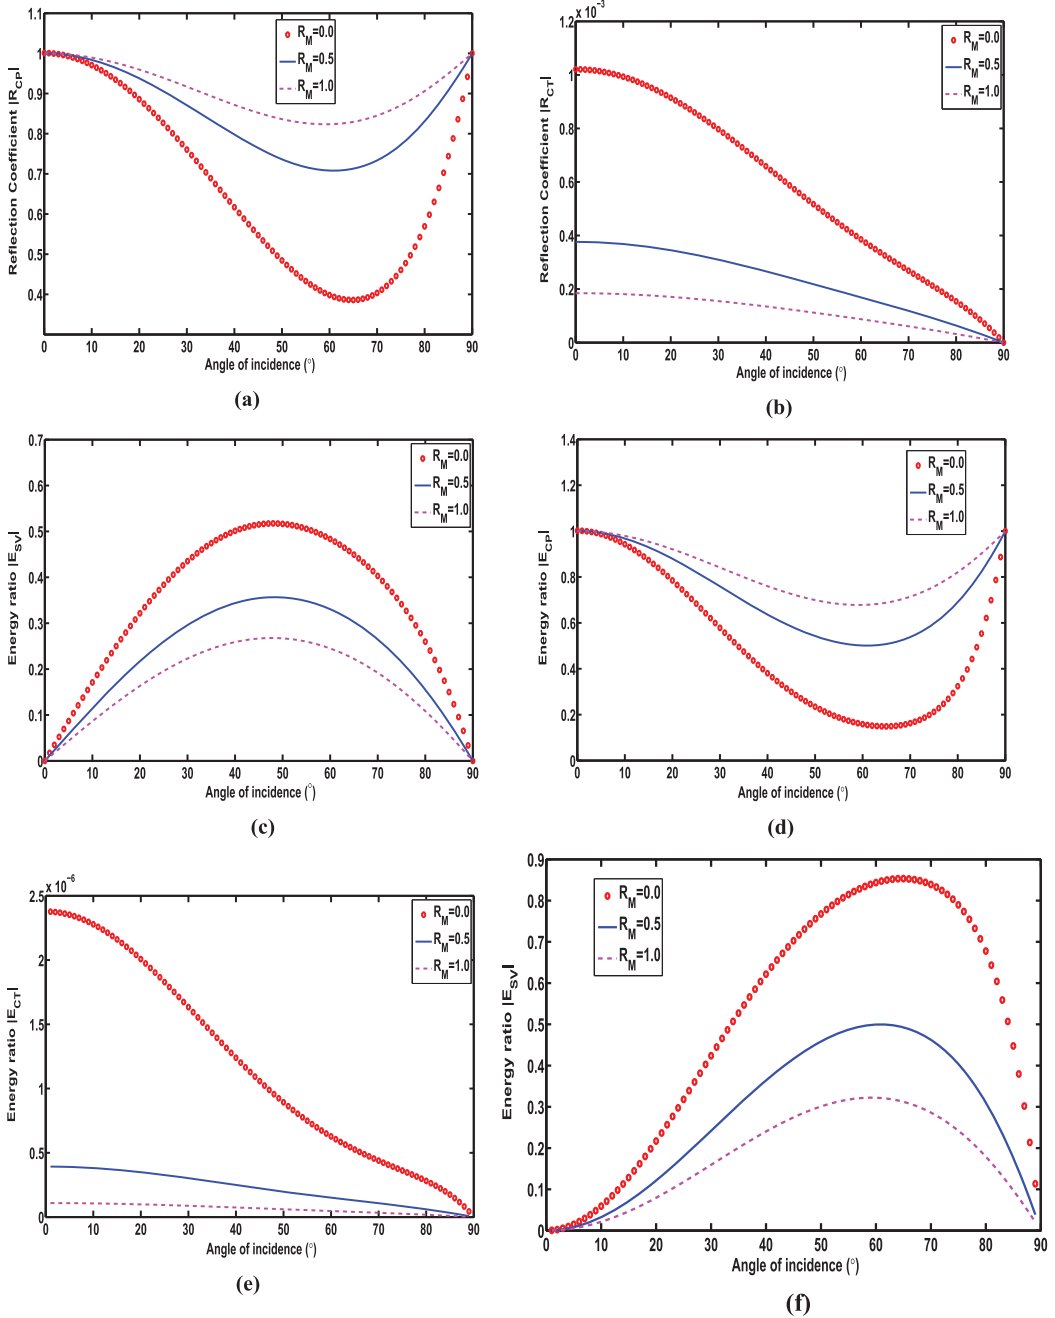 1.1
1
0.9
0.8
0.7
0.6
0.5
0.4
0 10 20 30 40 50 60 70 80 90
Reflection Coefficient |R_CP|
Angle of incidence (°)
R_M=0.0
R_M=0.5
R_M=1.0
(a)
x 10^-3
1.2
1
0.8
0.6
0.4
0.2
0
0 10 20 30 40 50 60 70 80 90
Reflection Coefficient |R_CT|
Angle of incidence (°)
R_M=0.0
R_M=0.5
R_M=1.0
(b)
0.7
0.6
0.5
0.4
0.3
0.2
0.1
0
0 10 20 30 40 50 60 70 80 90
Energy ratio |E_SV|
Angle of incidence (°)
R_M=0.0
R_M=0.5
R_M=1.0
(c)
1.4
1.2
1
0.8
0.6
0.4
0.2
0
0 10 20 30 40 50 60 70 80 90
Energy ratio |E_CP|
Angle of incidence (°)
R_M=0.0
R_M=0.5
R_M=1.0
(d)
x 10^-6
2.5
2
1.5
1
0.5
0
0 10 20 30 40 50 60 70 80 90
Energy ratio |E_CT|
Angle of incidence (°)
R_M=0.0
R_M=0.5
R_M=1.0
(e)
0.9
0.8
0.7
0.6
0.5
0.4
0.3
0.2
0.1
0
0 10 20 30 40 50 60 70 80 90
Energy ratio |E_SV|
Angle of incidence (°)
R_M=0.0
R_M=0.5
R_M=1.0
(f)